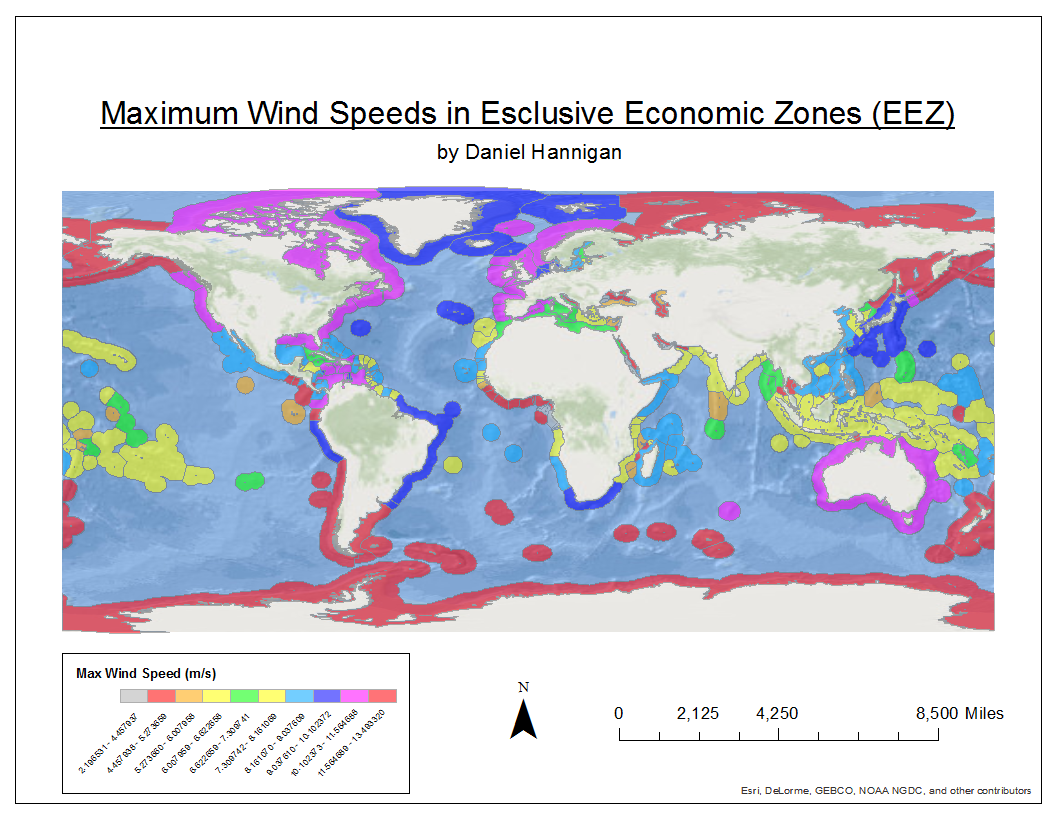 Maximum Wind Speeds in Esclusive Economic Zones (EEZ)
by Daniel Hannigan
Max Wind Speed (m/s)
2.196531 - 4.457937
4.457938 - 5.273659
5.273660 - 6.007958
6.007959 - 6.622658
6.622659 - 7.309741
7.309742 - 8.161069
8.161070 - 9.037609
9.037610 - 10.102372
10.102373 - 11.564688
11.564689 - 13.493320
N
0 2,125 4,250 8,500 Miles
Esri, DeLorme, GEBCO, NOAA NGDC, and other contributors